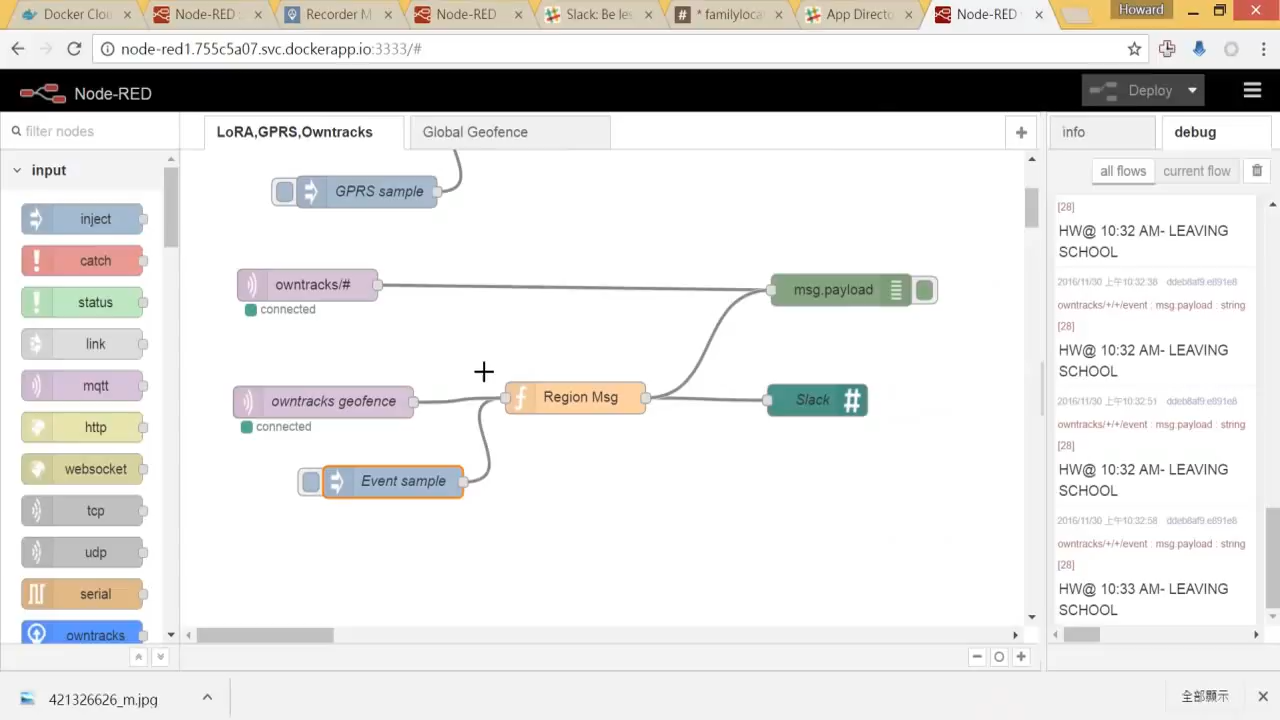 Docker Clou
Node-RED :
Recorder M
Node-RED
Slack: Be les
* familyloca
App Director
Node-RED
Howard
node-red1.755c5a07.svc.dockerapp.io:3333/#
Node-RED
Deploy
filter nodes
LoRA,GPRS,Owntracks
Global Geofence
info
debug
input
all flows
current flow
inject
catch
status
link
mqtt
http
websocket
tcp
udp
serial
owntracks
GPRS sample
owntracks/#
connected
msg.payload
owntracks geofence
connected
Region Msg
Slack
Event sample
[28]
HW@ 10:32 AM- LEAVING
SCHOOL
2016/11/30 上午10:32:38 ddeb8af9.e891e8
owntracks/+/+/event : msg.payload : string
[28]
HW@ 10:32 AM- LEAVING
SCHOOL
2016/11/30 上午10:32:51 ddeb8af9.e891e8
owntracks/+/+/event : msg.payload : string
[28]
HW@ 10:32 AM- LEAVING
SCHOOL
2016/11/30 上午10:32:58 ddeb8af9.e891e8
owntracks/+/+/event : msg.payload : string
[28]
HW@ 10:33 AM- LEAVING
SCHOOL
421326626_m.jpg
全部顯示